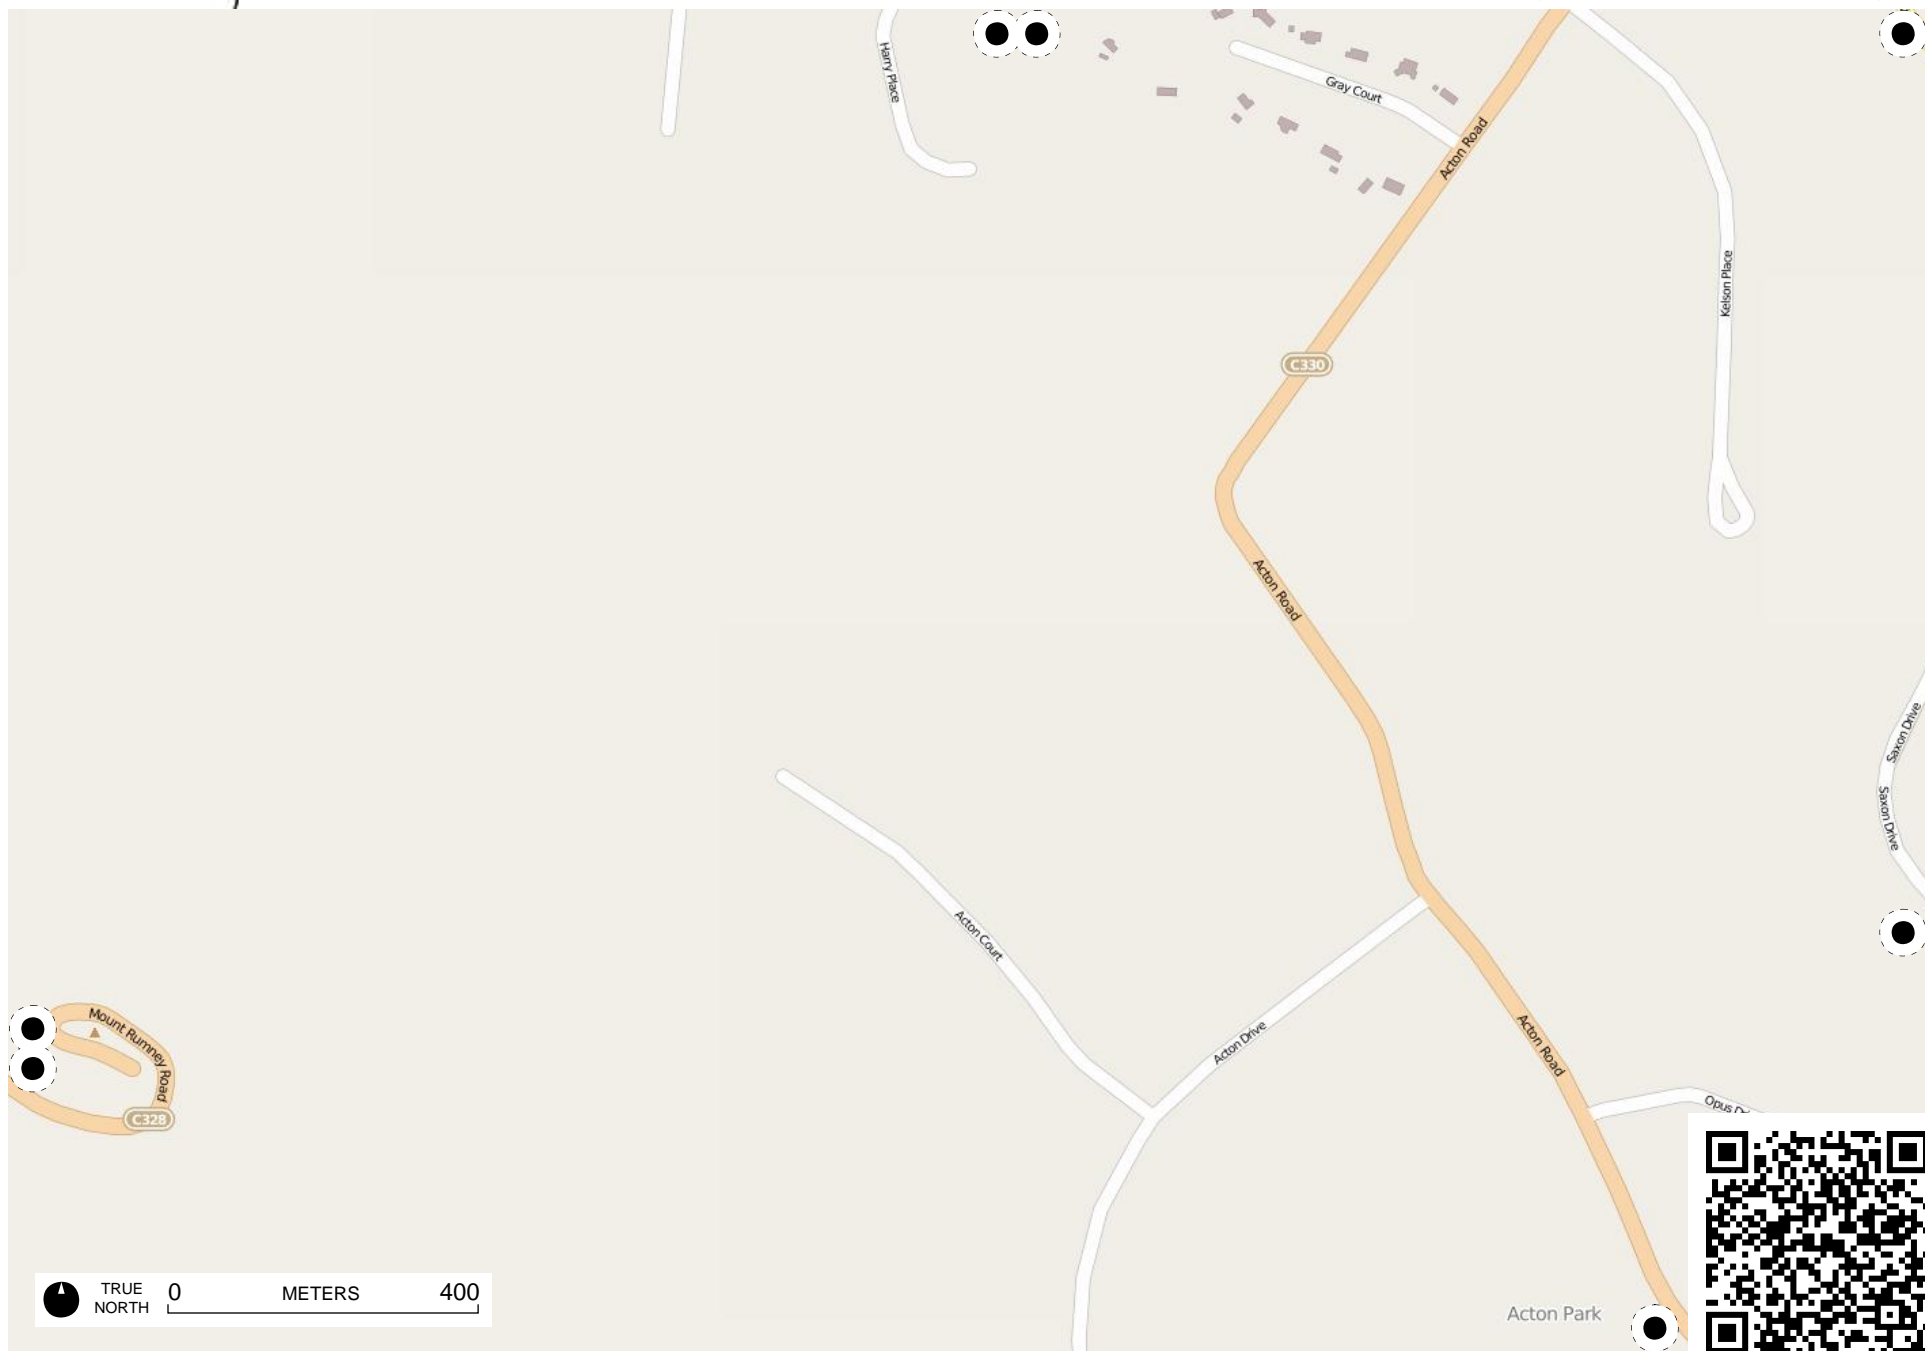 Harry Place
Gray Court
Acton Road
Kelson Place
C330
Acton Road
Saxon Drive
Saxon Drive
Acton Court
Mount Rumney Road
Acton Drive
Acton Road
C328
Opus
TRUE
NORTH
0 METERS 400
Acton Park